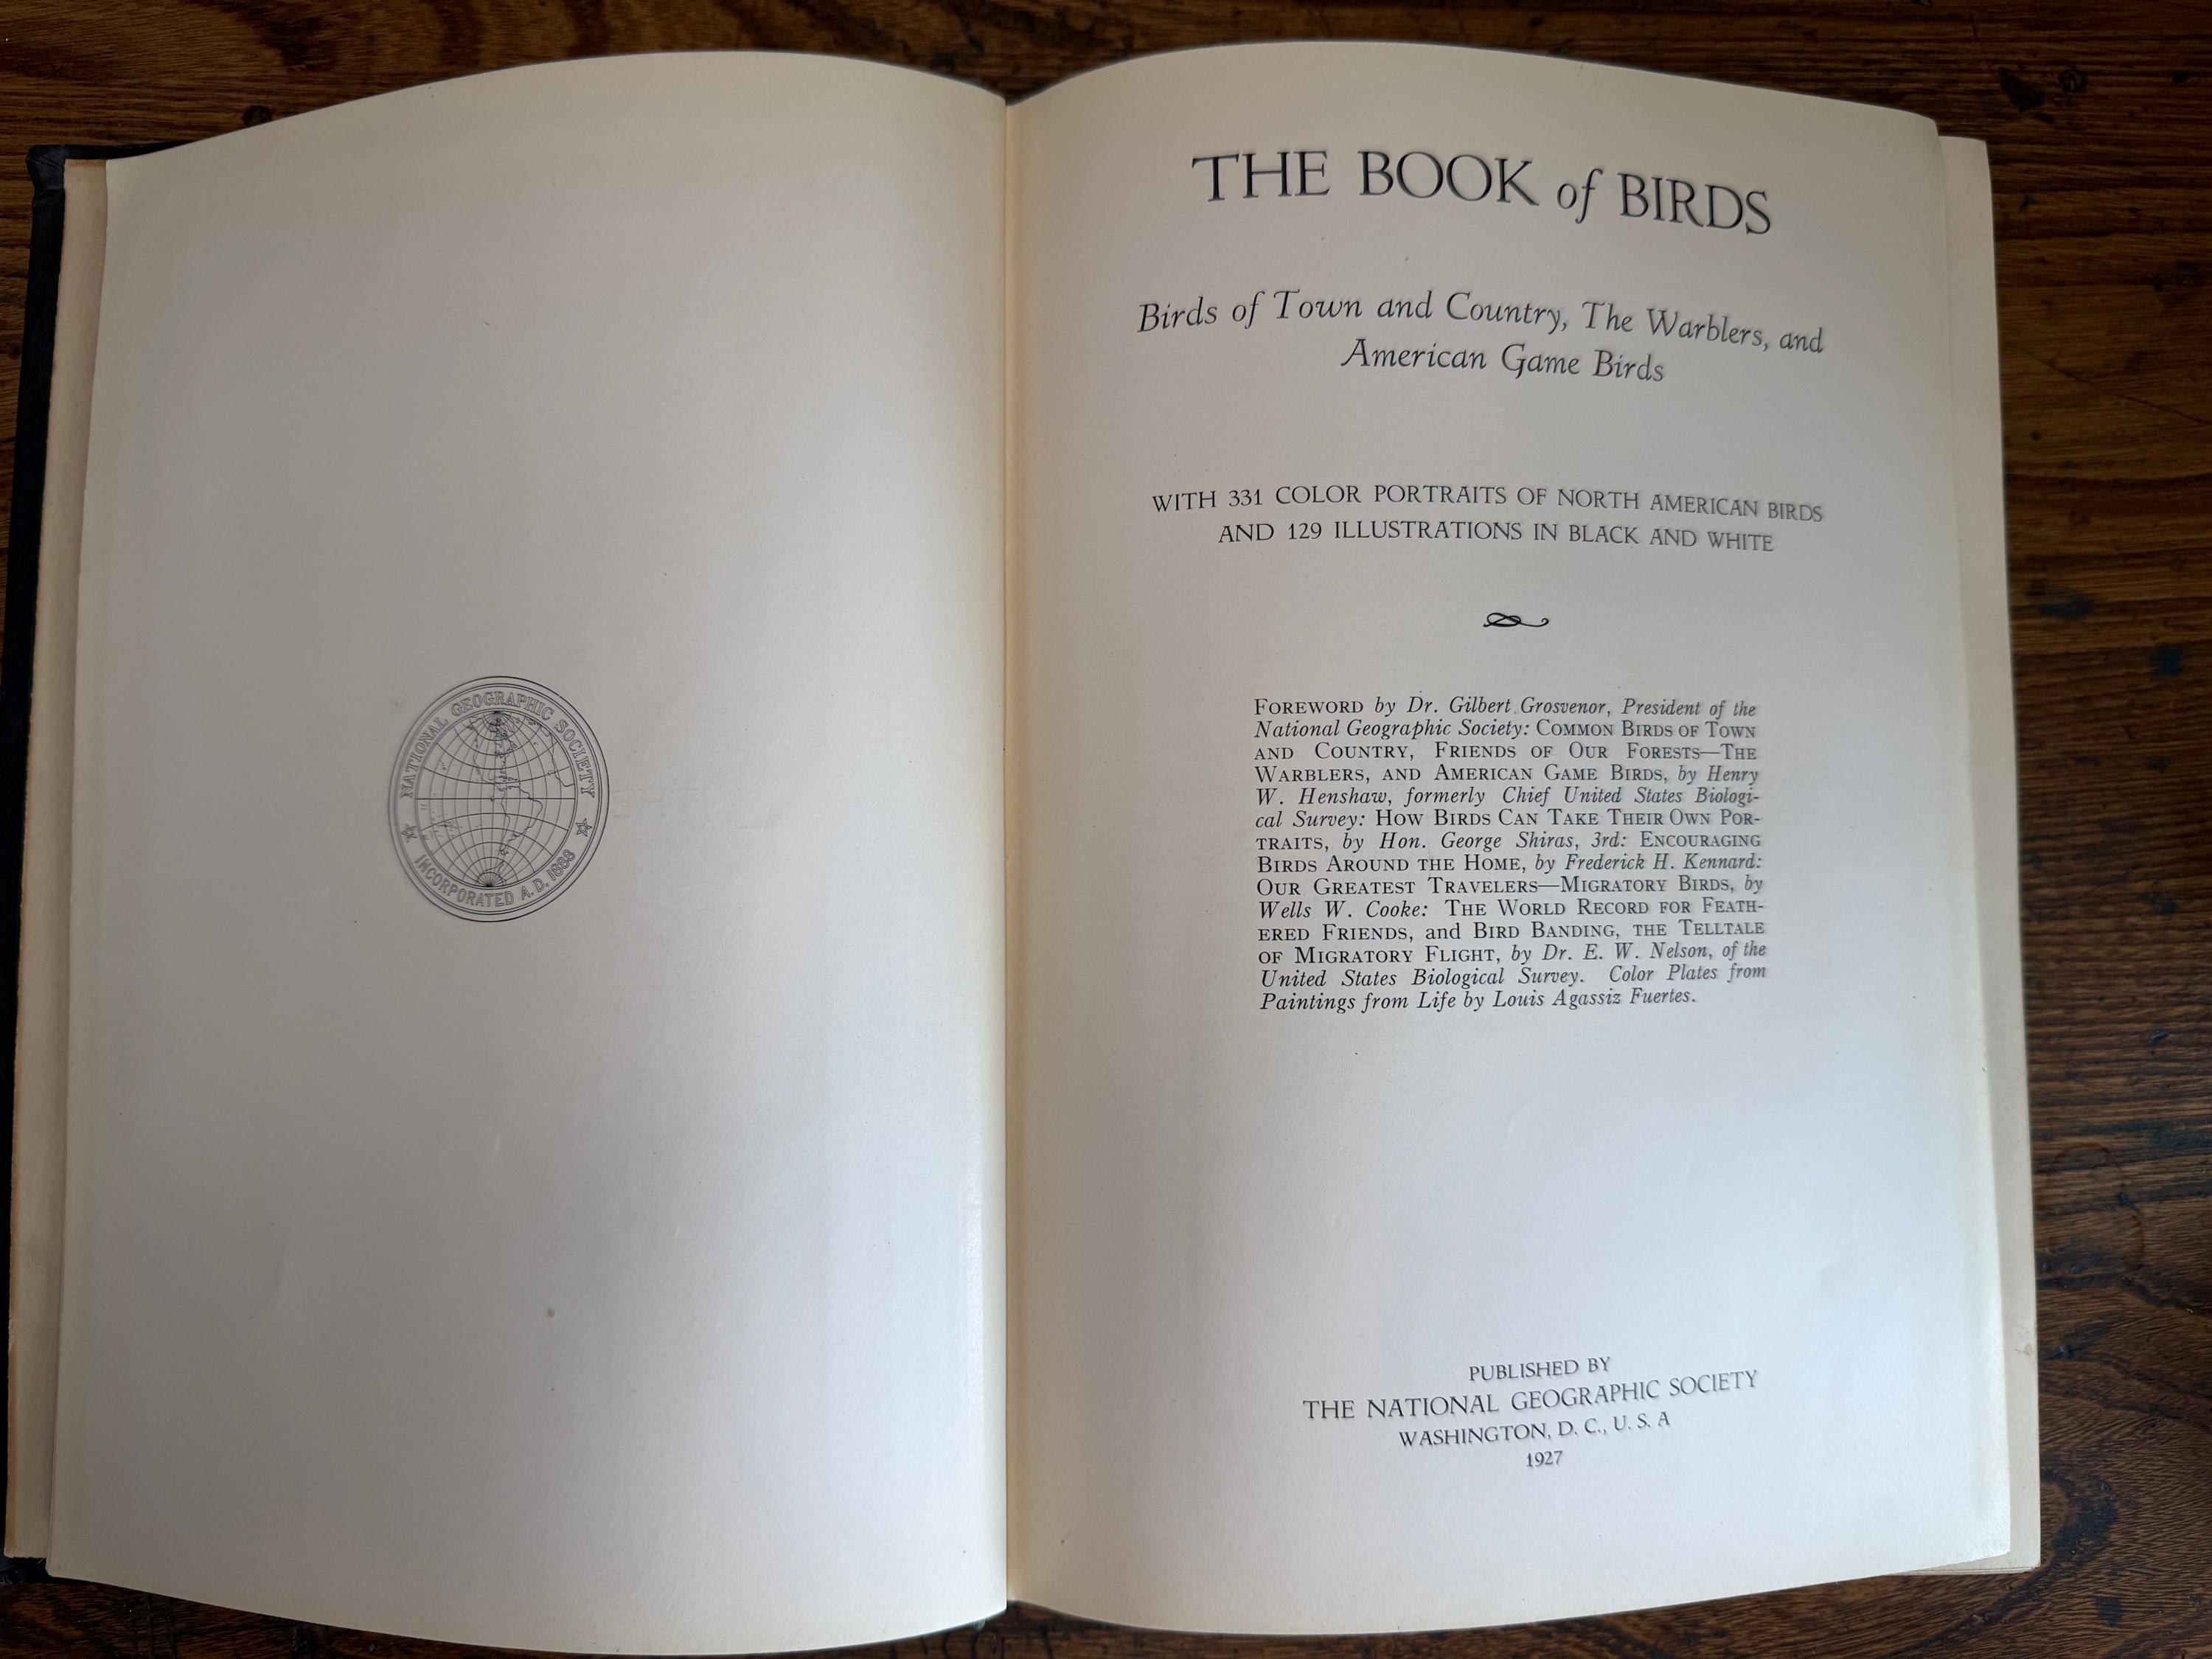 NATIONAL GEOGRAPHIC SOCIETY
INCORPORATED A.D. 1888
THE BOOK of BIRDS
Birds of Town and Country, The Warblers, and
American Game Birds
WITH 331 COLOR PORTRAITS OF NORTH AMERICAN BIRDS
AND 129 ILLUSTRATIONS IN BLACK AND WHITE
FOREWORD by Dr. Gilbert Grosvenor, President of the
National Geographic Society: COMMON BIRDS OF TOWN
AND COUNTRY, FRIENDS OF OUR FORESTS—THE
WARBLERS, AND AMERICAN GAME BIRDS, by Henry
W. Henshaw, formerly Chief United States Biologi-
cal Survey: HOW BIRDS CAN TAKE THEIR OWN POR-
TRAITS, by Hon. George Shiras, 3rd: ENCOURAGING
BIRDS AROUND THE HOME, by Frederick H. Kennard:
OUR GREATEST TRAVELERS—MIGRATORY BIRDS, by
Wells W. Cooke: THE WORLD RECORD FOR FEATH-
ERED FRIENDS, and BIRD BANDING, THE TELLTALE
OF MIGRATORY FLIGHT, by Dr. E. W. Nelson, of the
United States Biological Survey. Color Plates from
Paintings from Life by Louis Agassiz Fuertes.
PUBLISHED BY
THE NATIONAL GEOGRAPHIC SOCIETY
WASHINGTON, D. C., U. S. A
1927